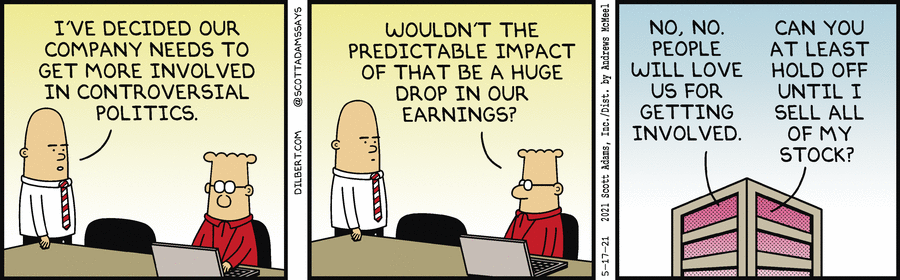 I'VE DECIDED OUR
COMPANY NEEDS TO
GET MORE INVOLVED
IN CONTROVERSIAL
POLITICS.
DILBERT.COM @SCOTTADAMSSAYS
WOULDN'T THE
PREDICTABLE IMPACT
OF THAT BE A HUGE
DROP IN OUR
EARNINGS?
5-17-21 2021 Scott Adams, Inc./Dist. by Andrews McMeel
NO, NO.
PEOPLE
WILL LOVE
US FOR
GETTING
INVOLVED.
CAN YOU
AT LEAST
HOLD OFF
UNTIL I
SELL ALL
OF MY
STOCK?